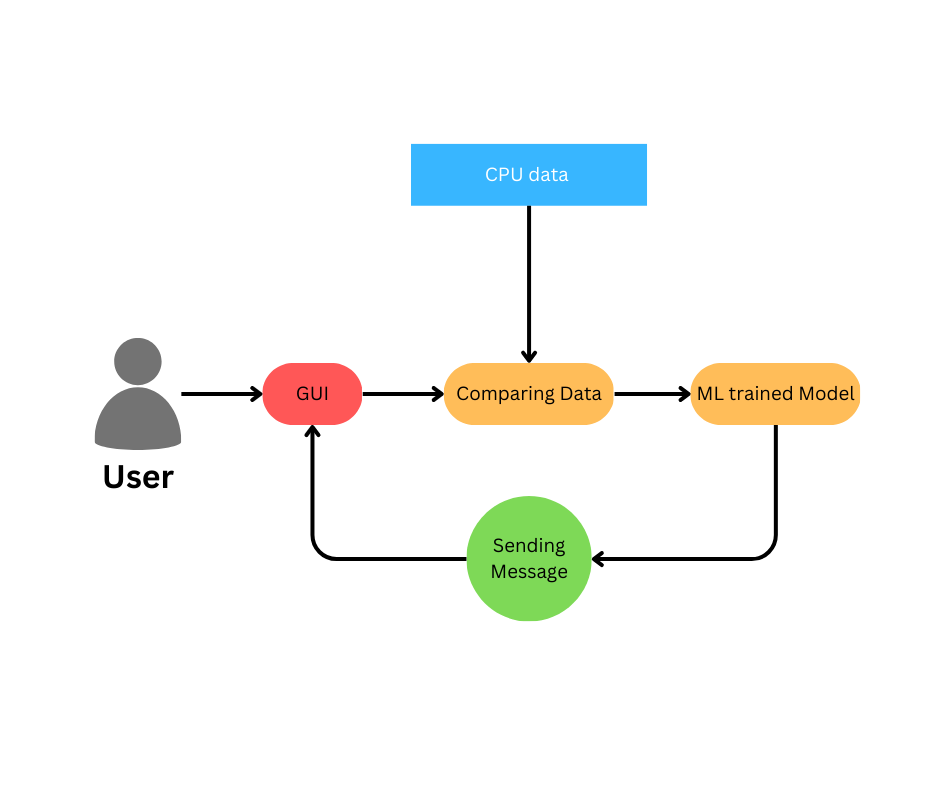 CPU data
GUI
Comparing Data
ML trained Model
User
Sending
Message